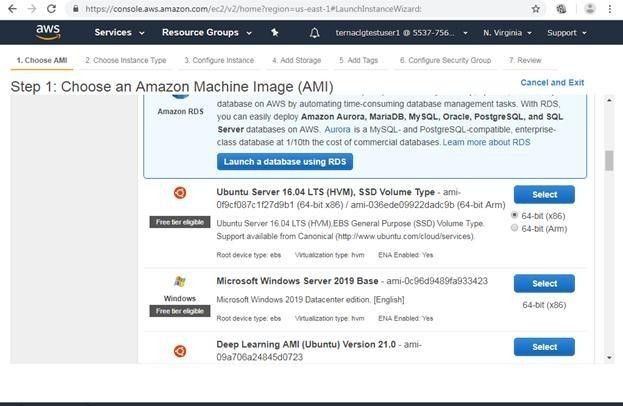 https://console.aws.amazon.com/ec2/v2/home?region=us-east-1#LaunchInstanceWizard:
aws Services Resource Groups ternaclgtestuser1 @ 5537-756... N. Virginia Support
1. Choose AMI 2. Choose Instance Type 3. Configure Instance 4. Add Storage 5. Add Tags 6. Configure Security Group 7. Review
Step 1: Choose an Amazon Machine Image (AMI) Cancel and Exit
Amazon RDS
database on AWS by automating time-consuming database management tasks. With RDS,
you can easily deploy Amazon Aurora, MariaDB, MySQL, Oracle, PostgreSQL, and SQL
Server databases on AWS. Aurora is a MySQL- and PostgreSQL-compatible, enterprise-
class database at 1/10th the cost of commercial databases. Learn more about RDS
Launch a database using RDS
Ubuntu Server 16.04 LTS (HVM), SSD Volume Type - ami-
0f9cf087c1f27d9b1 (64-bit x86) / ami-036ede09922dadc9b (64-bit Arm)
Select
64-bit (x86)
64-bit (Arm)
Free tier eligible
Ubuntu Server 16.04 LTS (HVM),EBS General Purpose (SSD) Volume Type.
Support available from Canonical (http://www.ubuntu.com/cloud/services).
Root device type: ebs Virtualization type: hvm ENA Enabled: Yes
Microsoft Windows Server 2019 Base - ami-0c96d9489fa933423
Select
64-bit (x86)
Windows
Free tier eligible
Microsoft Windows 2019 Datacenter edition. [English]
Root device type: ebs Virtualization type: hvm ENA Enabled: Yes
Deep Learning AMI (Ubuntu) Version 21.0 - ami-
09a706a24845d0723
Select